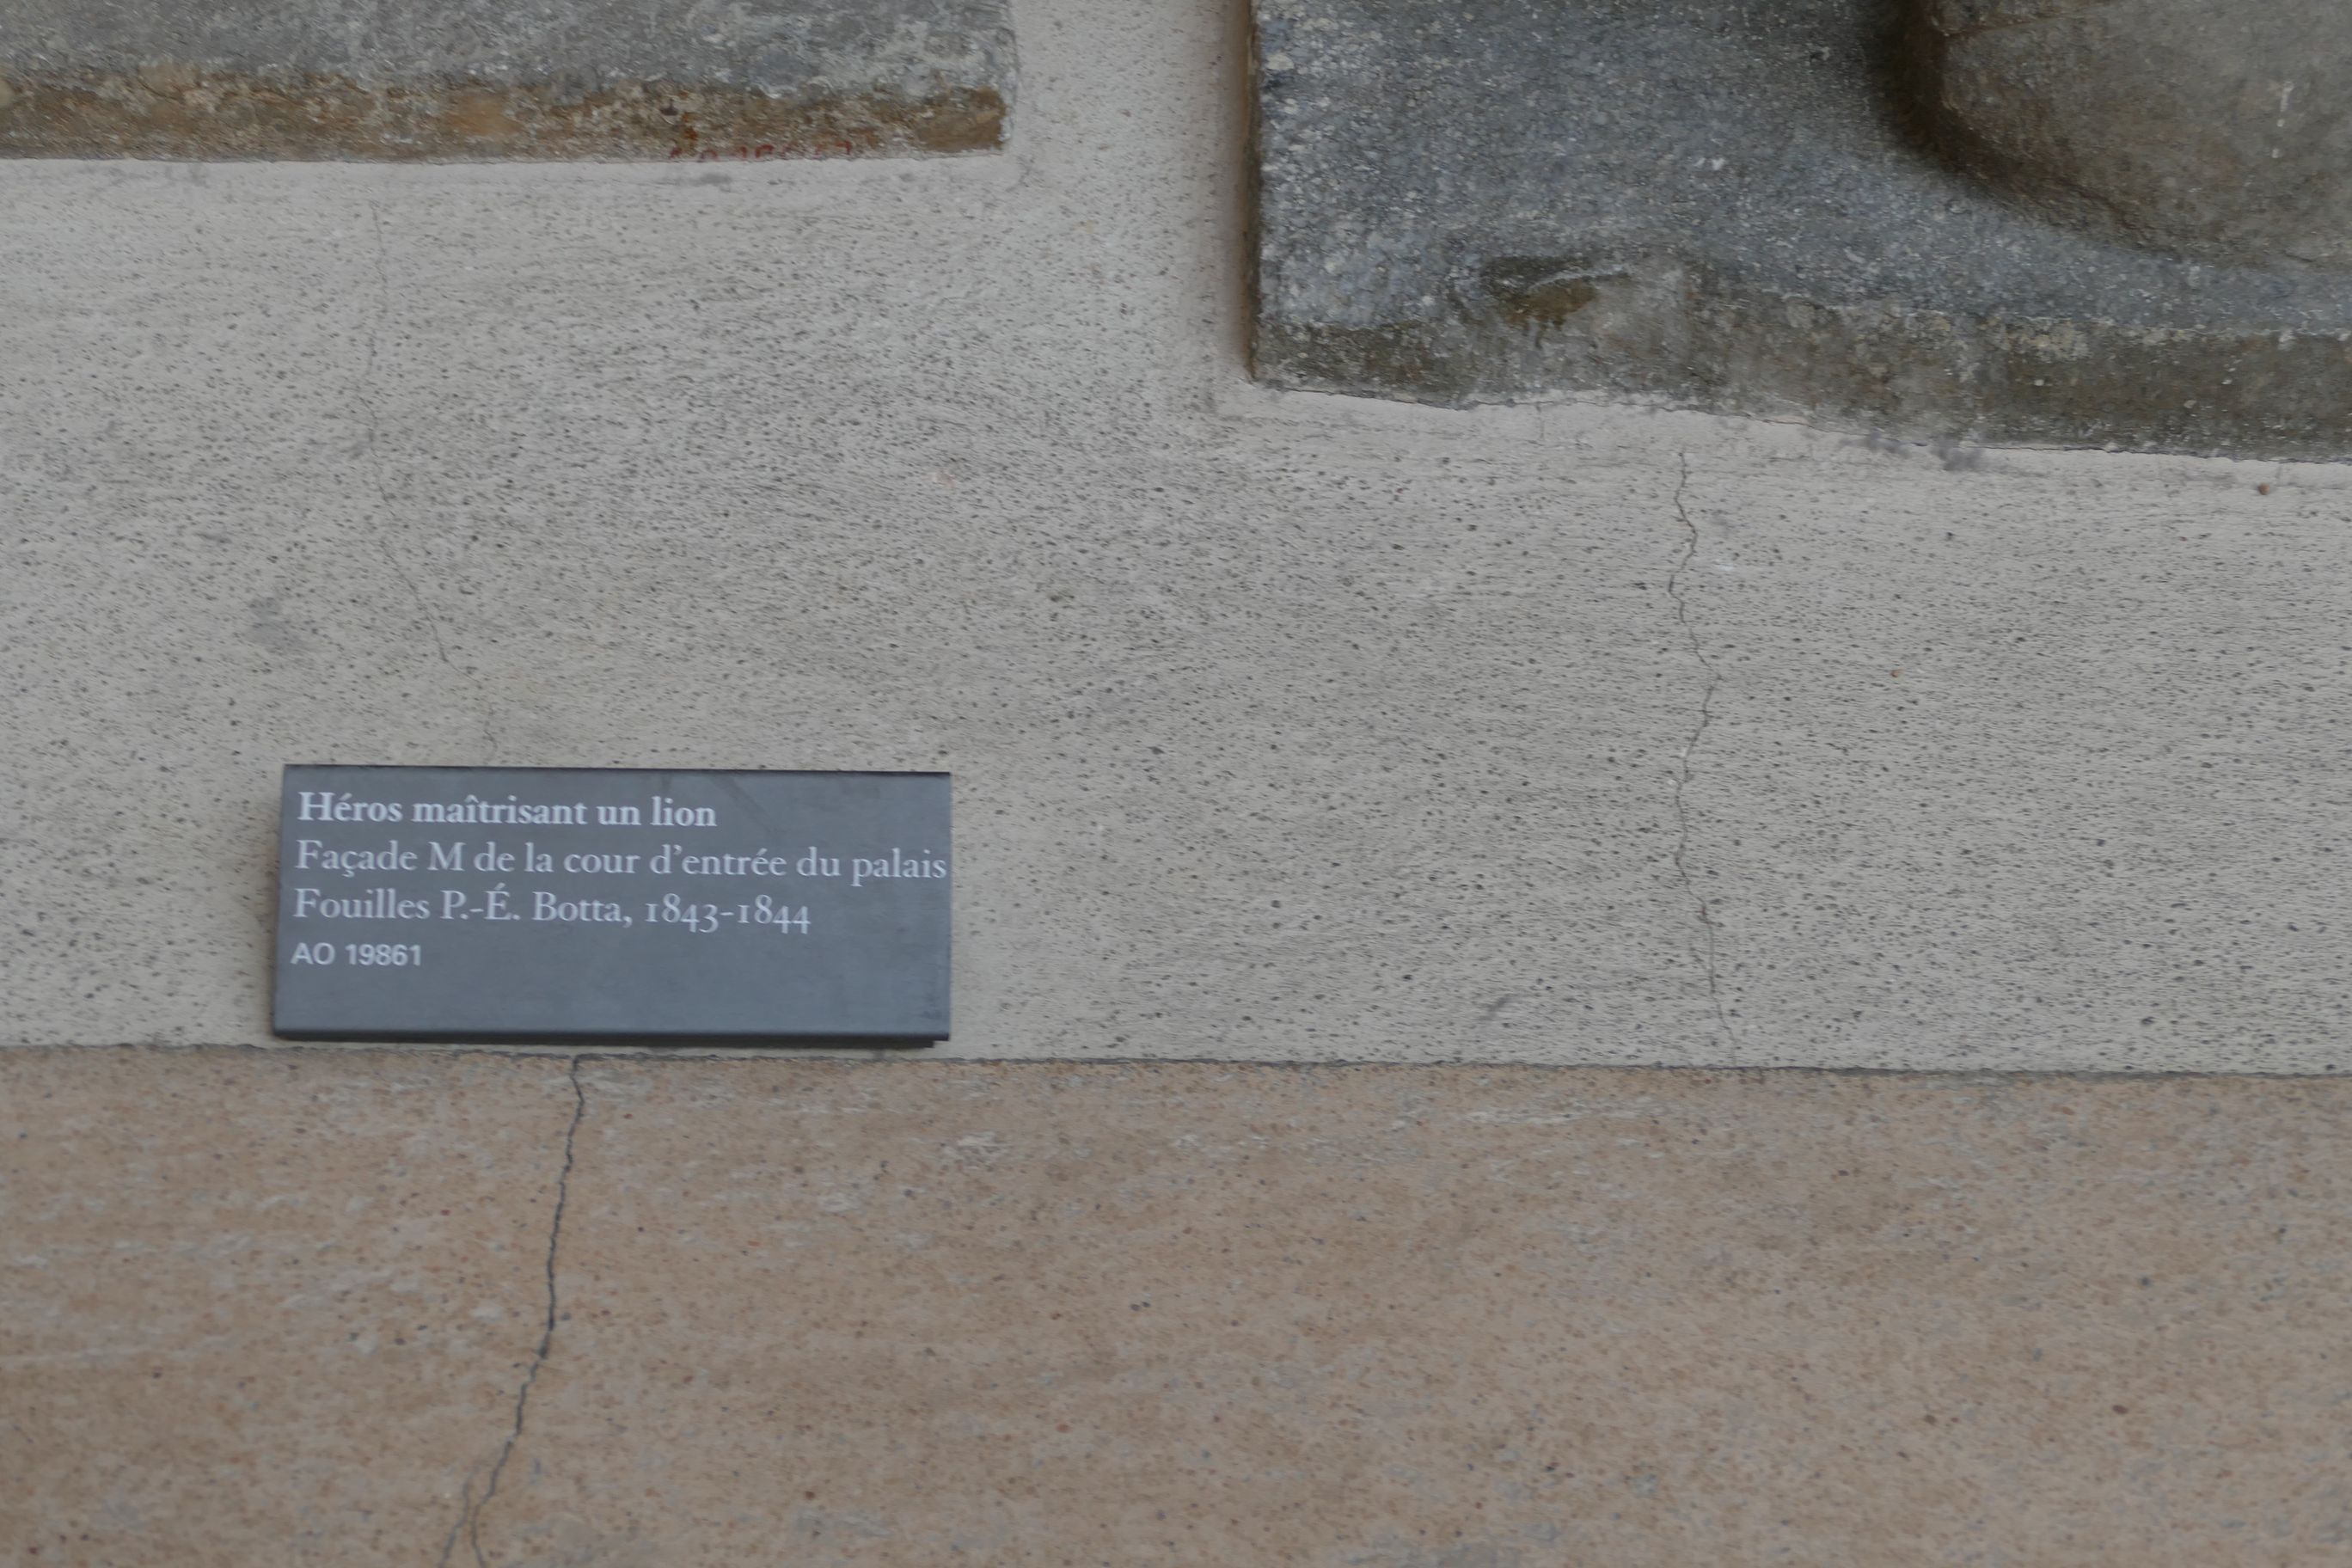 Héros maîtrisant un lion
Façade M de la cour d'entrée du palais
Fouilles P.-É. Botta, 1843-1844
AO 19861